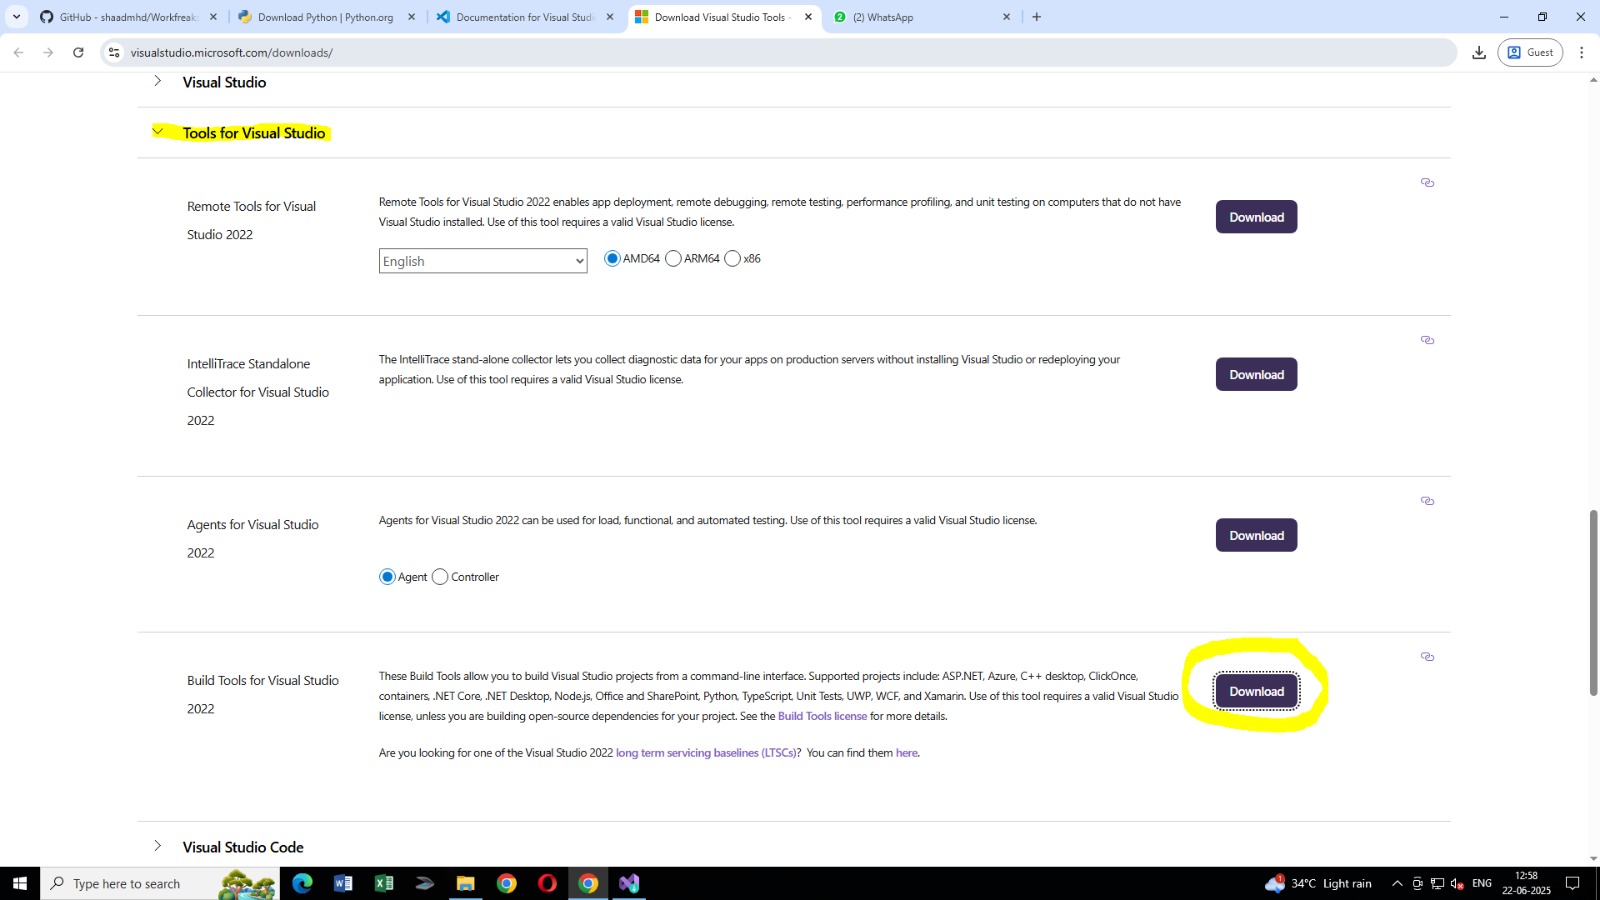 GitHub - shaadmhd/Workfreaks
Download Python | Python.org
Documentation for Visual Studi
Download Visual Studio Tools -
(2) WhatsApp
visualstudio.microsoft.com/downloads/
Guest
Visual Studio
Tools for Visual Studio
Remote Tools for Visual
Studio 2022
Remote Tools for Visual Studio 2022 enables app deployment, remote debugging, remote testing, performance profiling, and unit testing on computers that do not have
Visual Studio installed. Use of this tool requires a valid Visual Studio license.
Download
English
AMD64 ARM64 x86
IntelliTrace Standalone
Collector for Visual Studio
2022
The IntelliTrace stand-alone collector lets you collect diagnostic data for your apps on production servers without installing Visual Studio or redeploying your
application. Use of this tool requires a valid Visual Studio license.
Download
Agents for Visual Studio
2022
Agents for Visual Studio 2022 can be used for load, functional, and automated testing. Use of this tool requires a valid Visual Studio license.
Download
Agent Controller
Build Tools for Visual Studio
2022
These Build Tools allow you to build Visual Studio projects from a command-line interface. Supported projects include: ASP.NET, Azure, C++ desktop, ClickOnce,
containers, .NET Core, .NET Desktop, Node.js, Office and SharePoint, Python, TypeScript, Unit Tests, UWP, WCF, and Xamarin. Use of this tool requires a valid Visual Studio
license, unless you are building open-source dependencies for your project. See the Build Tools license for more details.
Are you looking for one of the Visual Studio 2022 long term servicing baselines (LTSCs)? You can find them here.
Download
Visual Studio Code
Type here to search
1
34°C Light rain
ENG
12:58
22-06-2025